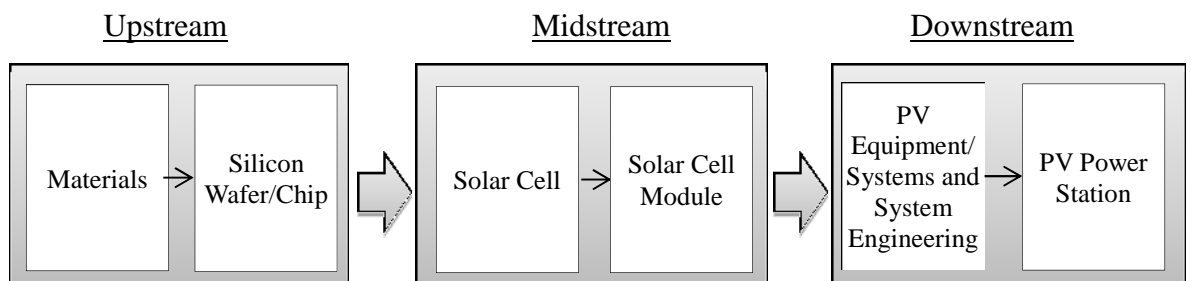 Upstream
Midstream
Downstream
Materials
Silicon
Wafer/Chip
Solar Cell
Solar Cell
Module
PV
Equipment/
Systems and
System
Engineering
PV Power
Station